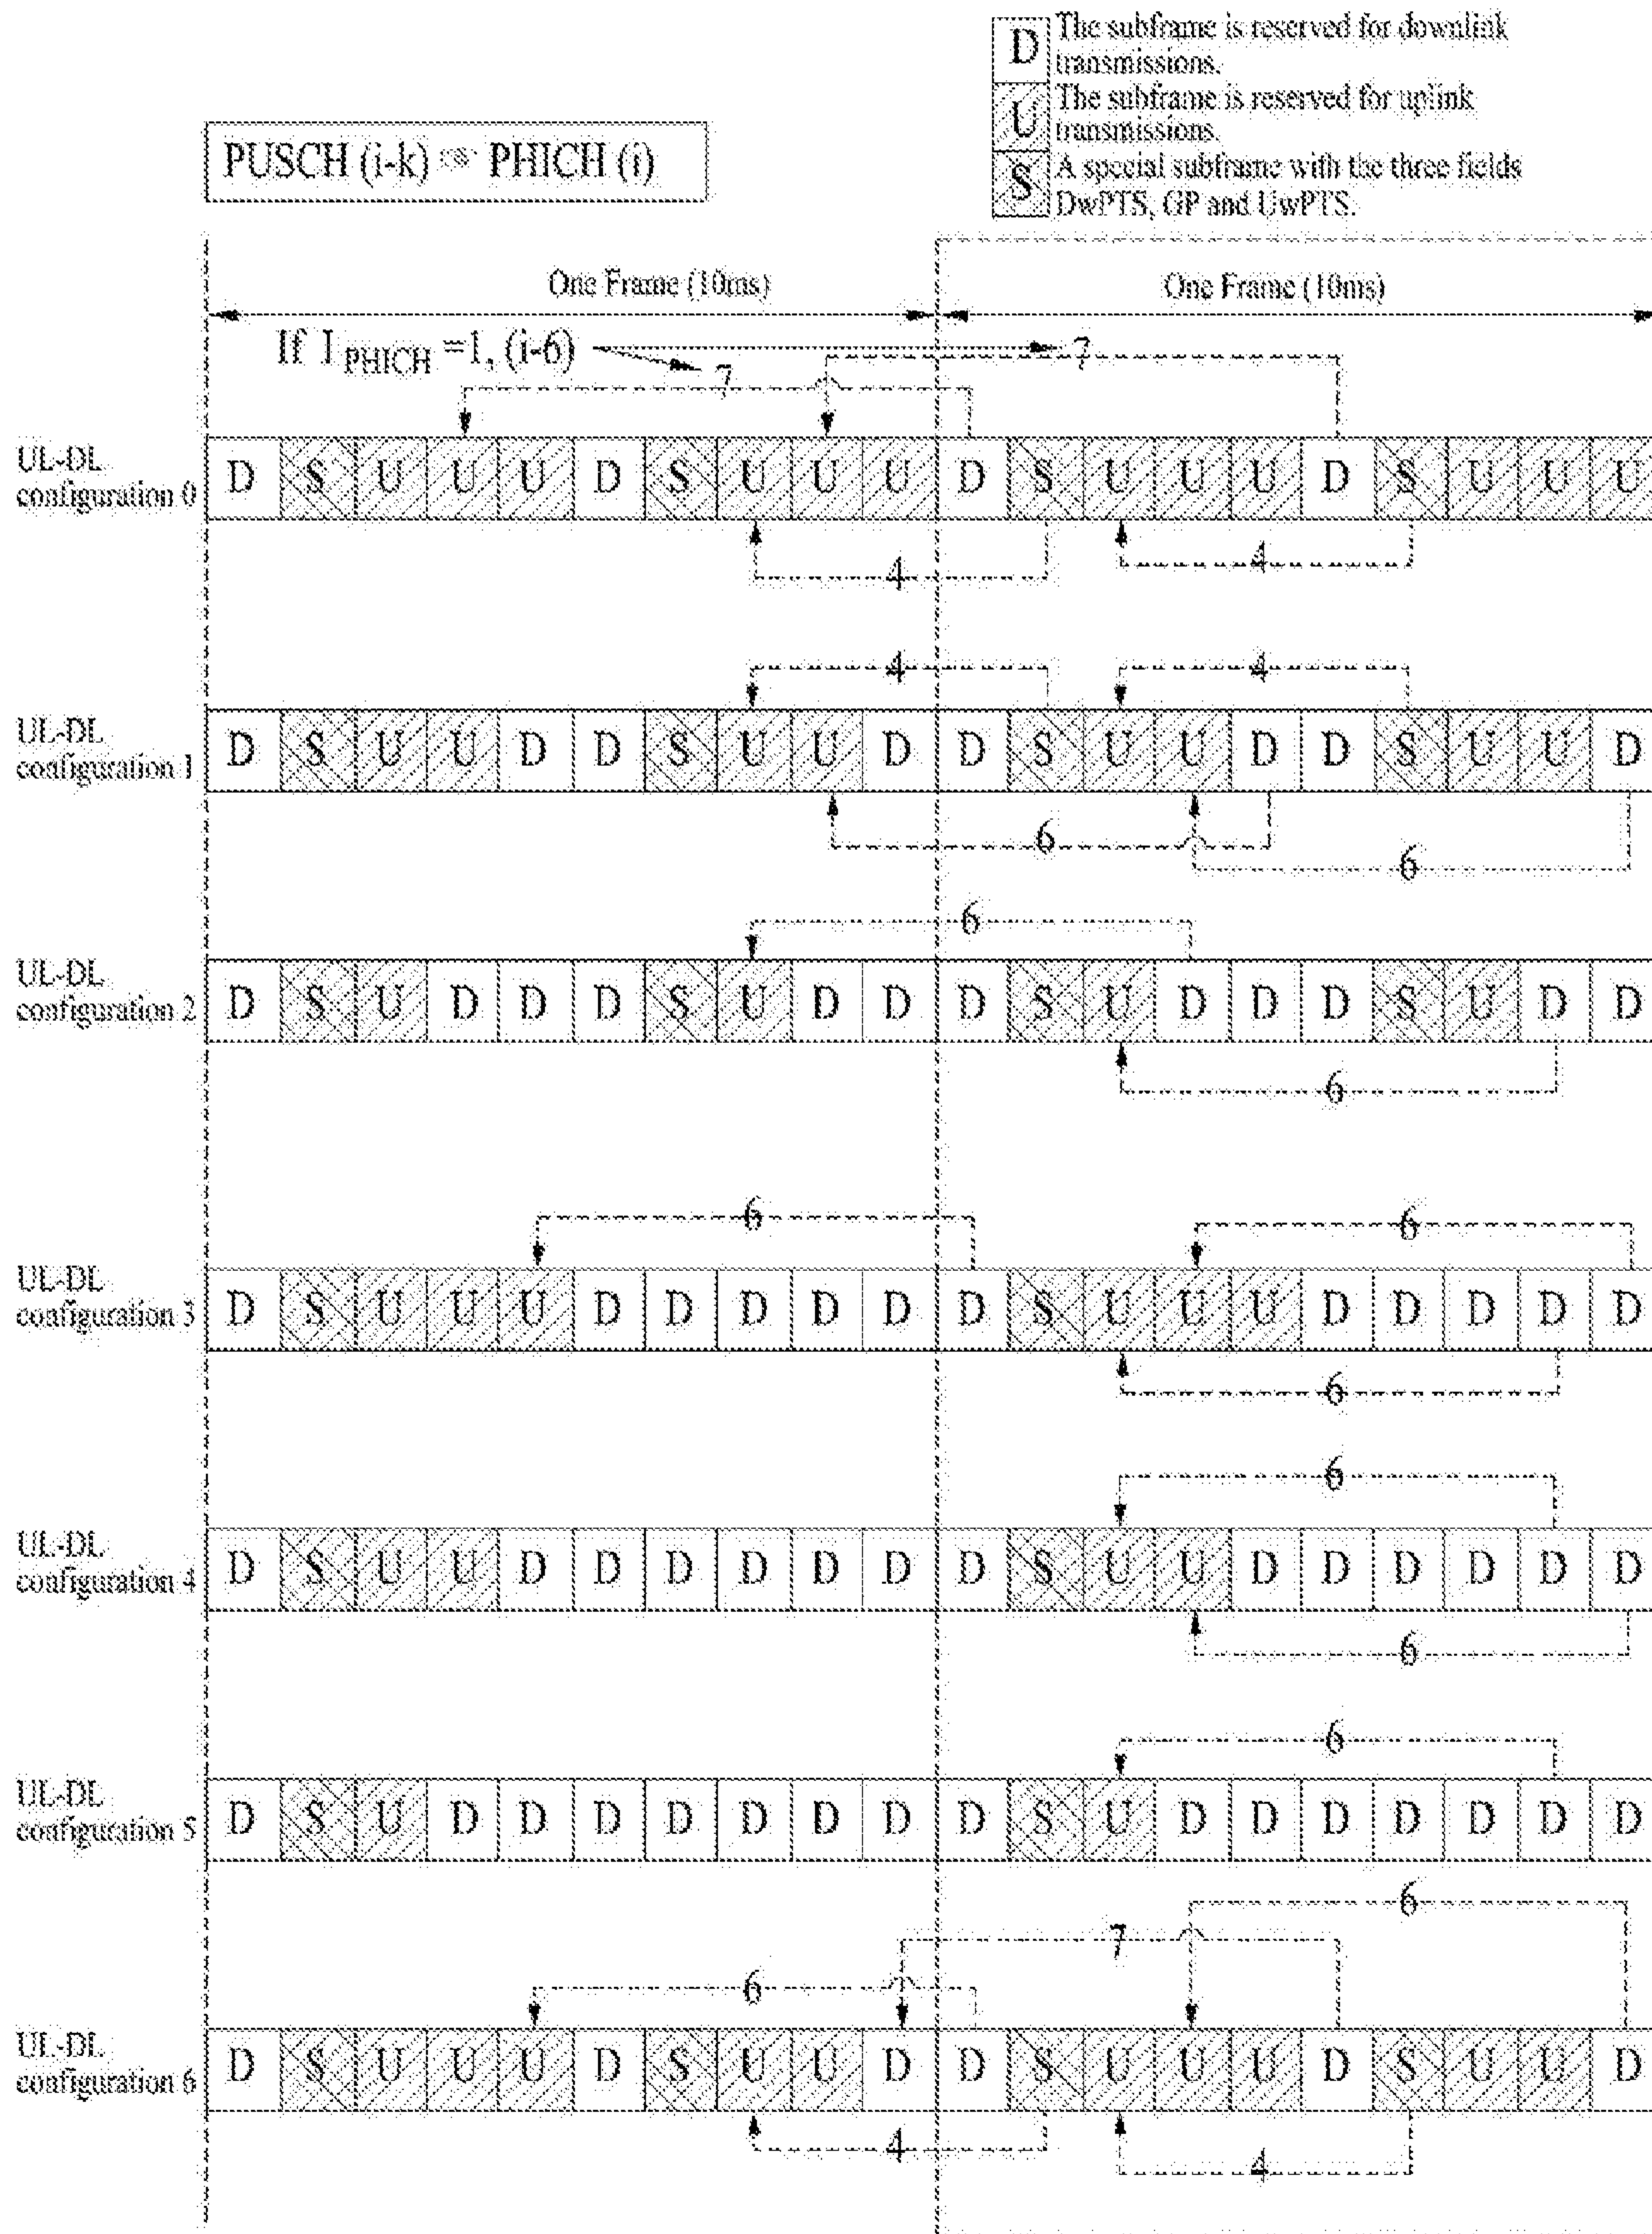 D The subframe is reserved for downlink
transmissions.
U The subframe is reserved for uplink
transmissions.
S A special subframe with the three fields
DwPTS, GP and UwPTS.
PUSCH (i-k) PHICH (i)
One Frame (10ms) One Frame (10ms)
If I PHICH =1, (i-6)
7 7
UL-DL
configuration 0 D S U U U D S U U U D S U U U D S U U U
4 4
4 4
UL-DL
configuration 1 D S U U D D S U U D D S U U D D S U U D
6 6
6
UL-DL
configuration 2 D S U D D D S U D D D S U D D D S U D D
6
6 6
UL-DL
configuration 3 D S U U U D D D D D D S U U U D D D D D
6
6
UL-DL
configuration 4 D S U U D D D D D D D S U U D D D D D D
6
6
UL-DL
configuration 5 D S U D D D D D D D D S U D D D D D D D
6
7
6
UL-DL
configuration 6 D S U U U D S U U D D S U U U D S U U D
4 4